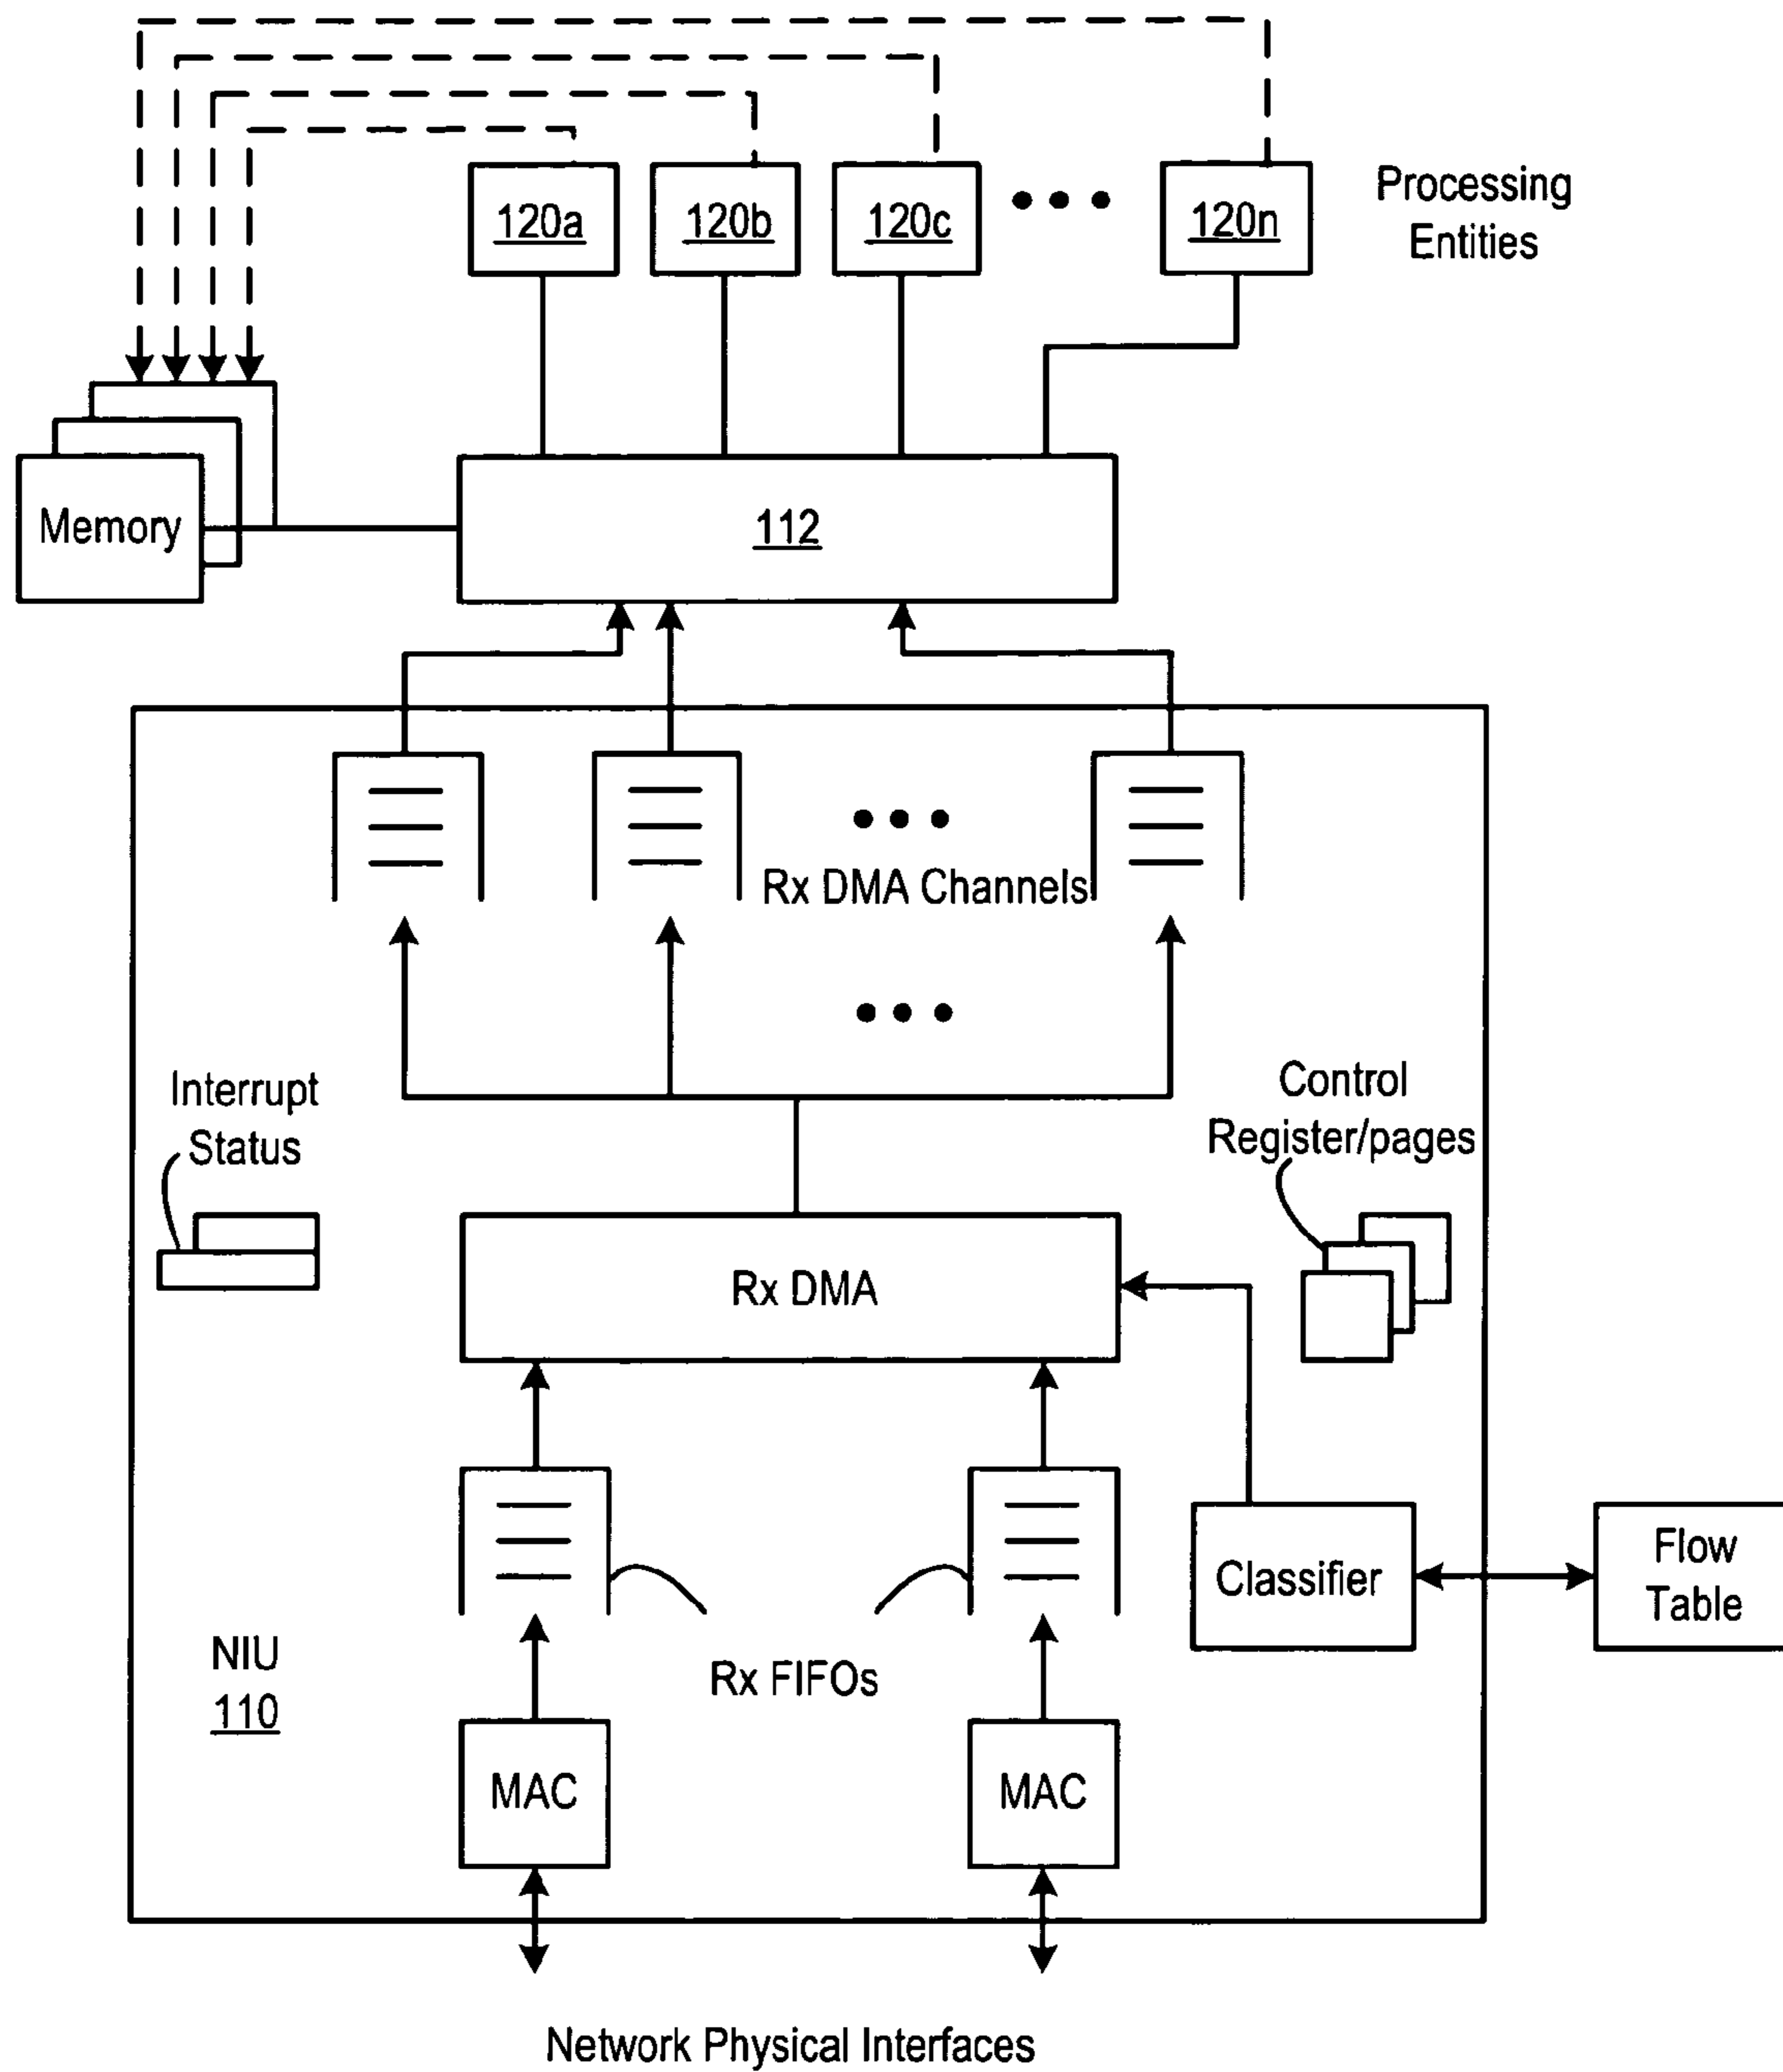 120a
120b
120c
120n
Processing
Entities
Memory
112
Rx DMA Channels
Interrupt
Status
Control
Register/pages
Rx DMA
Classifier
Flow
Table
NIU
110
Rx FIFOs
MAC
MAC
Network Physical Interfaces